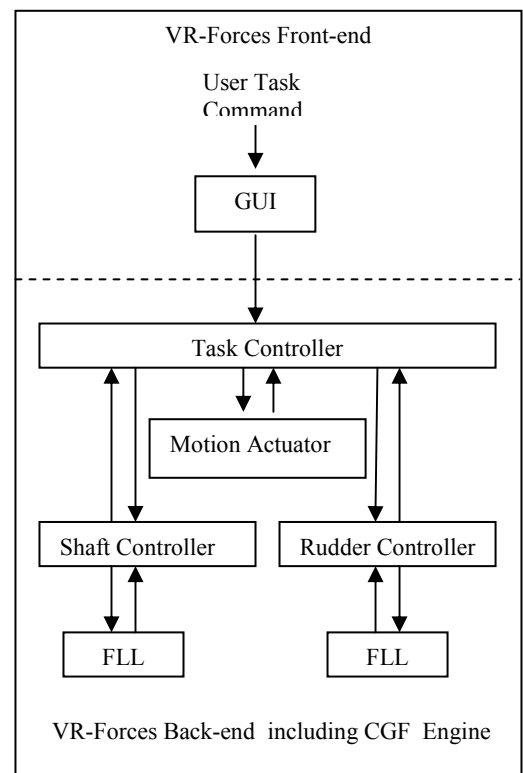 VR-Forces Front-end
User Task
Command
GUI
Task Controller
Motion Actuator
Shaft Controller
Rudder Controller
FLL
FLL
VR-Forces Back-end including CGF Engine